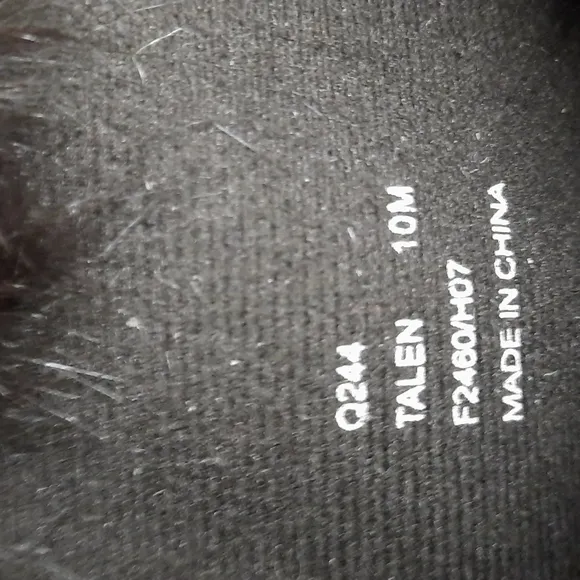 Q244
TALEN 10M
F2460/H07
MADE IN CHINA